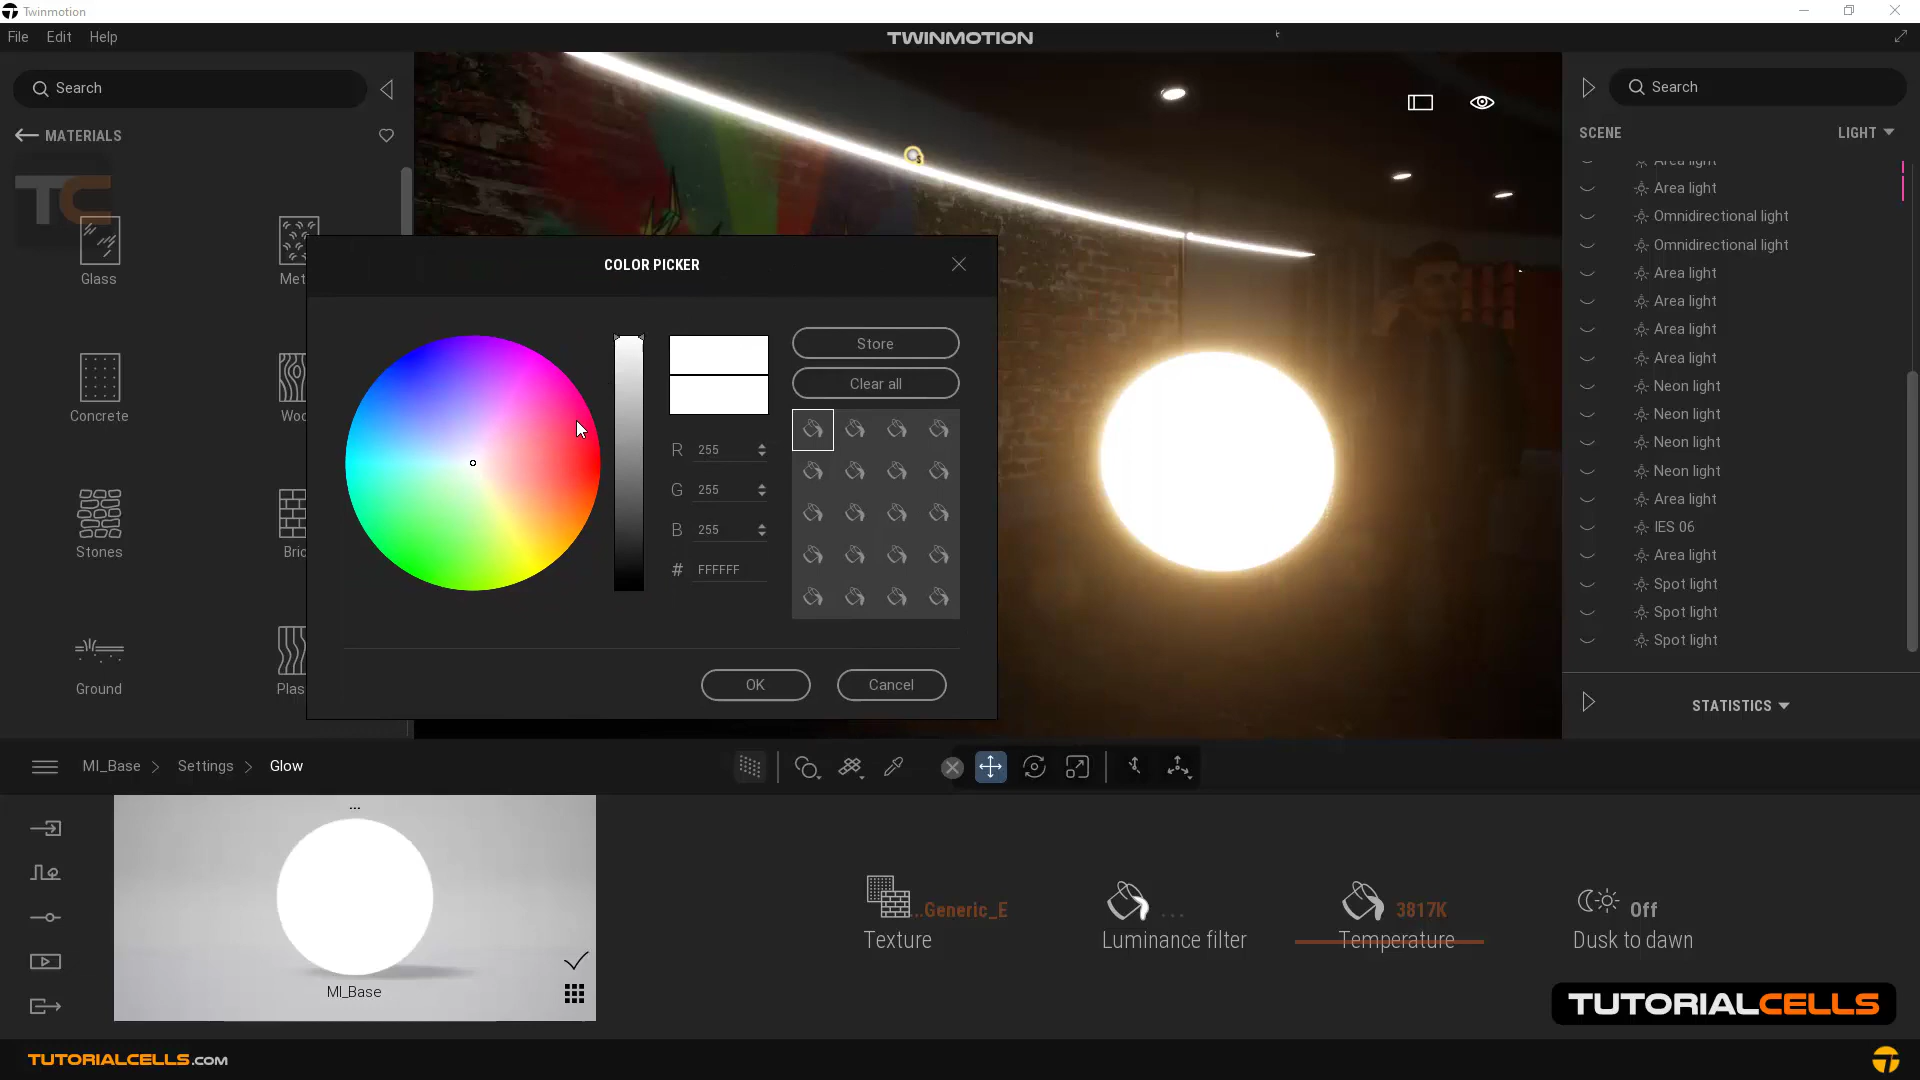 Twinmotion
File Edit Help
TWINMOTION
Search
MATERIALS
TC
Glass
Met
Concrete
Woo
Stones
Bric
Ground
Plas
COLOR PICKER
Store
Clear all
R 255
G 255
B 255
# FFFFFF
OK
Cancel
Search
SCENE
LIGHT
Area light
Area light
Omnidirectional light
Omnidirectional light
Area light
Area light
Area light
Area light
Neon light
Neon light
Neon light
Neon light
Area light
IES 06
Area light
Spot light
Spot light
Spot light
STATISTICS
MI_Base > Settings > Glow
...
MI_Base
...Generic_E
Texture
...
Luminance filter
3817K
Temperature
Off
Dusk to dawn
TUTORIALCELLS
TUTORIALCELLS.COM